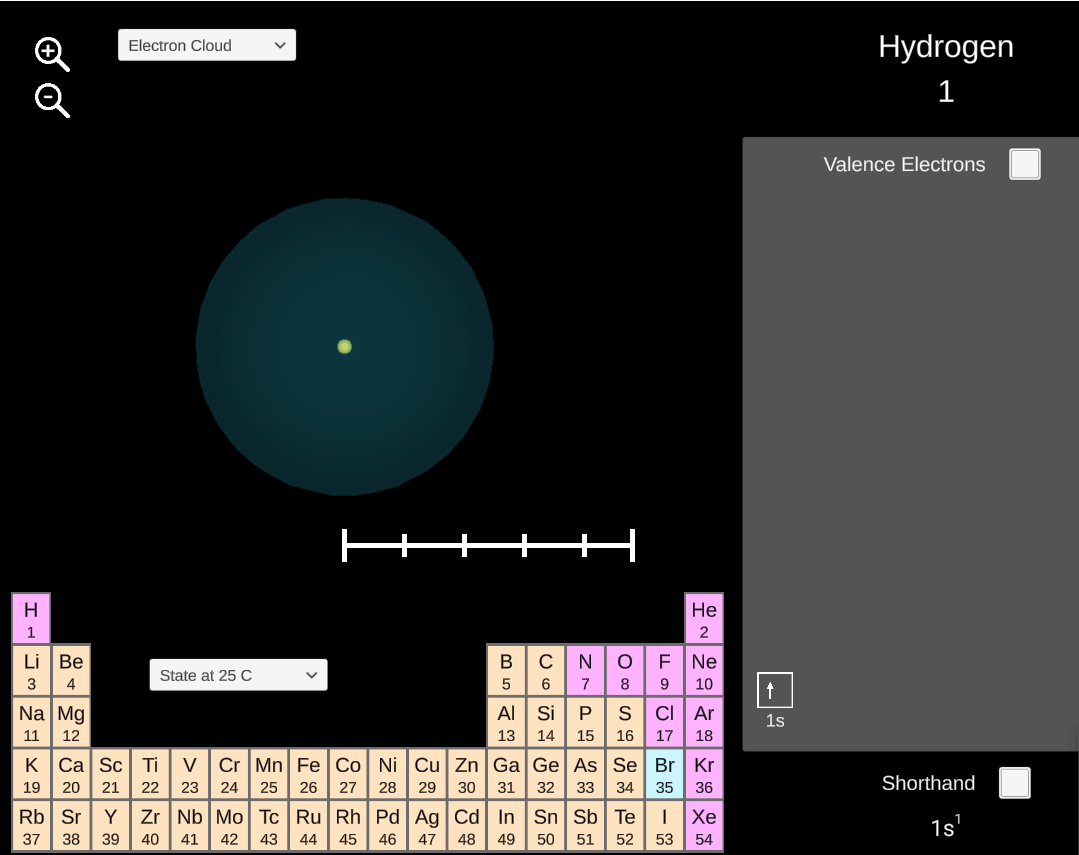 Electron Cloud
Hydrogen
1
Valence Electrons
1s
H He
1 2
Li Be B C N O F Ne
3 4 5 6 7 8 9 10
State at 25 C
Na Mg Al Si P S Cl Ar
11 12 13 14 15 16 17 18
K Ca Sc Ti V Cr Mn Fe Co Ni Cu Zn Ga Ge As Se Br Kr
19 20 21 22 23 24 25 26 27 28 29 30 31 32 33 34 35 36
Rb Sr Y Zr Nb Mo Tc Ru Rh Pd Ag Cd In Sn Sb Te I Xe
37 38 39 40 41 42 43 44 45 46 47 48 49 50 51 52 53 54
Shorthand
1s¹